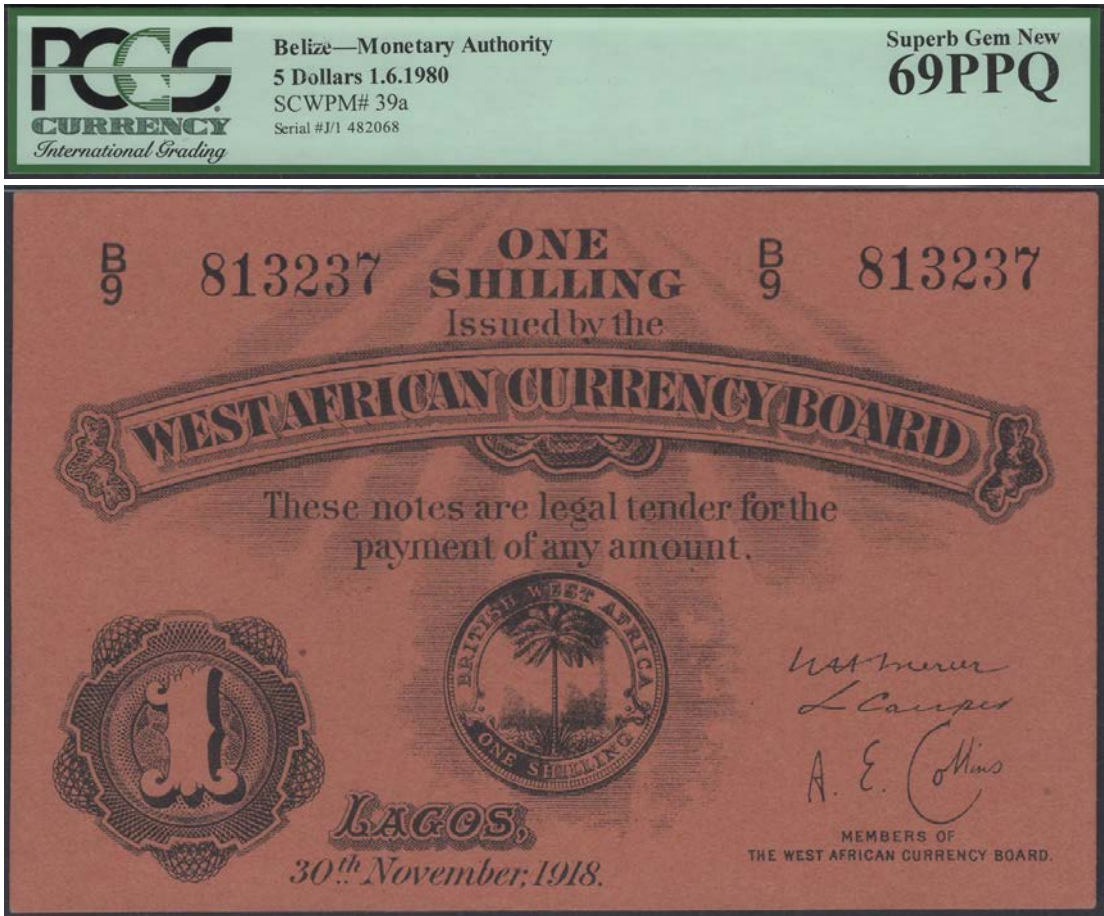 PCGS
CURRENCY
International Grading
Belize—Monetary Authority
5 Dollars 1.6.1980
SCWPM# 39a
Serial #J/1 482068
Superb Gem New
69PPQ
B
9
813237
ONE
SHILLING
B
9
813237
Issued by the
WEST AFRICAN CURRENCY BOARD
These notes are legal tender for the
payment of any amount.
BRITISH WEST AFRICA
ONE SHILLING
1
A. E. Collins
LAGOS,
30th November, 1918.
MEMBERS OF
THE WEST AFRICAN CURRENCY BOARD.